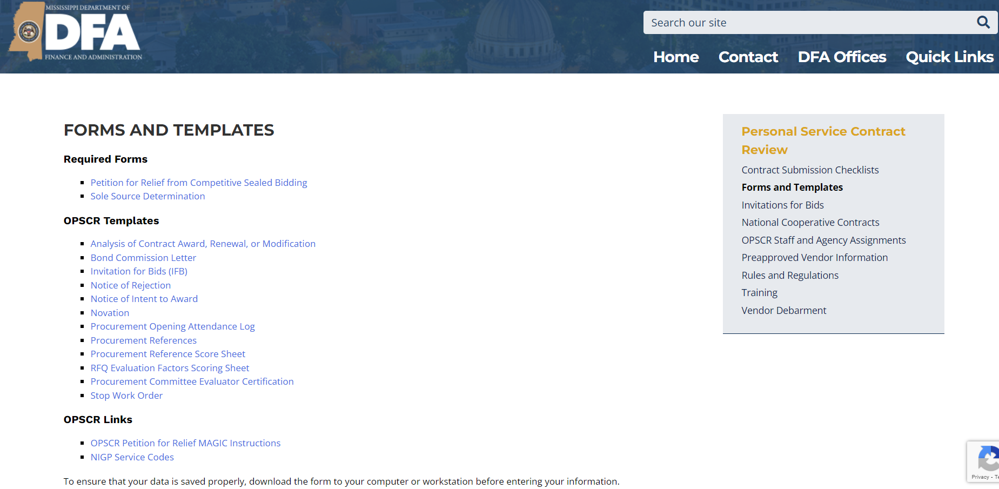 MISSISSIPPI DEPARTMENT OF
DFA
FINANCE AND ADMINISTRATION
Search our site
Home Contact DFA Offices Quick Links
FORMS AND TEMPLATES
Required Forms
Petition for Relief from Competitive Sealed Bidding
Sole Source Determination
OPSCR Templates
Analysis of Contract Award, Renewal, or Modification
Bond Commission Letter
Invitation for Bids (IFB)
Notice of Rejection
Notice of Intent to Award
Novation
Procurement Opening Attendance Log
Procurement References
Procurement Reference Score Sheet
RFQ Evaluation Factors Scoring Sheet
Procurement Committee Evaluator Certification
Stop Work Order
OPSCR Links
OPSCR Petition for Relief MAGIC Instructions
NIGP Service Codes
To ensure that your data is saved properly, download the form to your computer or workstation before entering your information.
Personal Service Contract
Review
Contract Submission Checklists
Forms and Templates
Invitations for Bids
National Cooperative Contracts
OPSCR Staff and Agency Assignments
Preapproved Vendor Information
Rules and Regulations
Training
Vendor Debarment
Privacy - Te